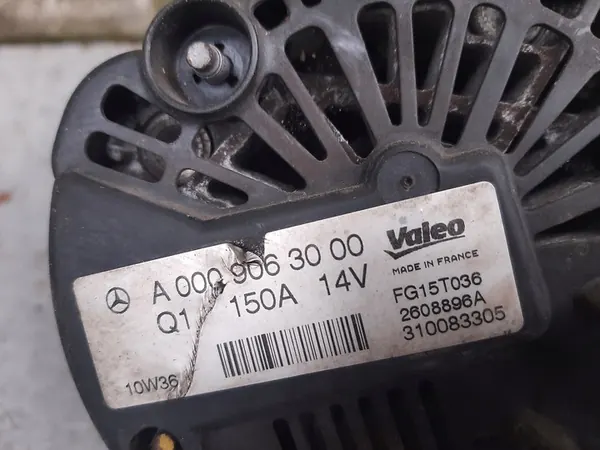 A 000 906 30 00
Q1 150A 14V
10W36
Valeo
MADE IN FRANCE
FG15T036
2608896A
310083305